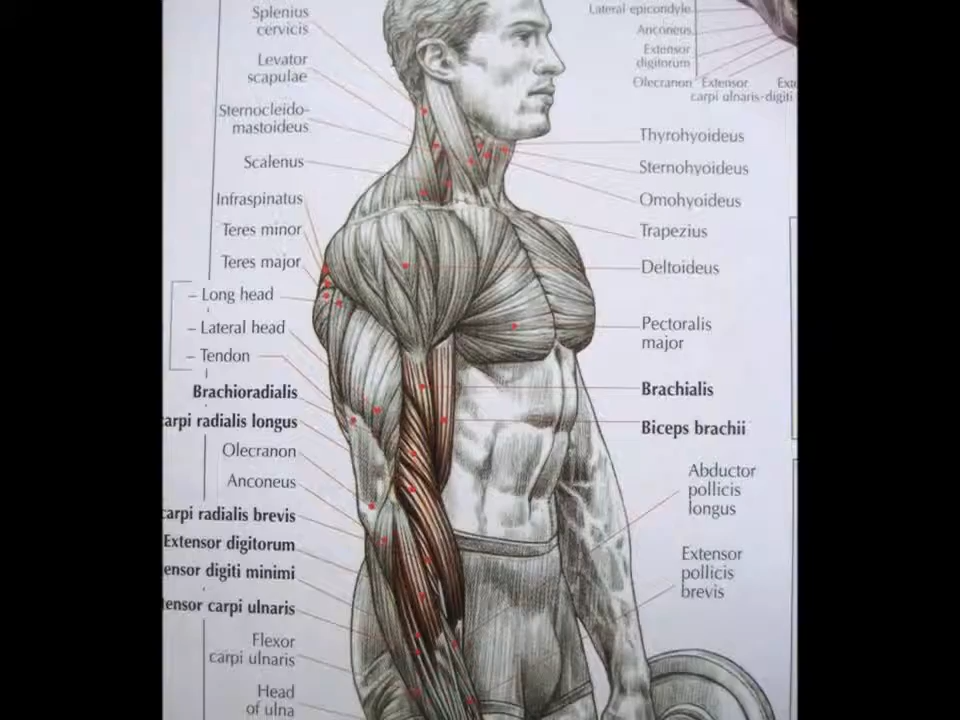 Splenius
cervicis
Levator
scapulae
Sternocleido-
mastoideus
Scalenus
Infraspinatus
Teres minor
Teres major
– Long head
– Lateral head
– Tendon
Brachioradialis
carpi radialis longus
Olecranon
Anconeus
carpi radialis brevis
Extensor digitorum
ensor digiti minimi
tensor carpi ulnaris
Flexor
carpi ulnaris
Head
of ulna
Lateral epicondyle
Anconeus
Extensor
digitorum
Olecranon Extensor Ext
carpi ulnaris digiti
Thyrohyoideus
Sternohyoideus
Omohyoideus
Trapezius
Deltoideus
Pectoralis
major
Brachialis
Biceps brachii
Abductor
pollicis
longus
Extensor
pollicis
brevis